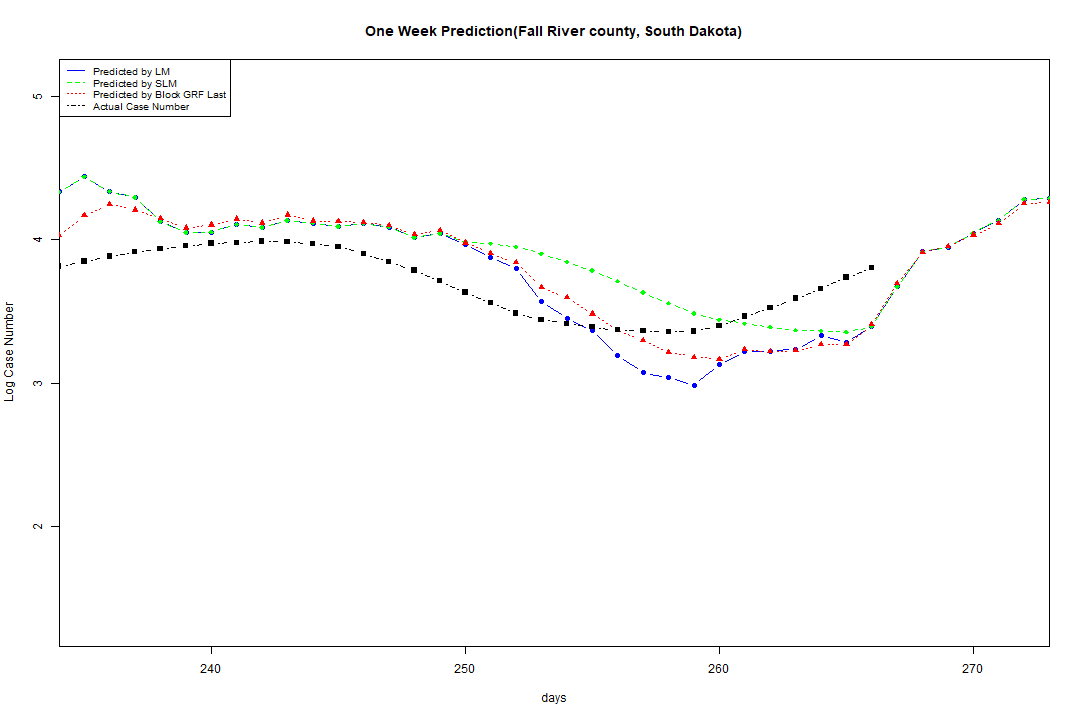 One Week Prediction(Fall River county, South Dakota)
Predicted by LM
Predicted by SLM
Predicted by Block GRF Last
Actual Case Number
5
4
3
2
Log Case Number
240 250 260 270
days